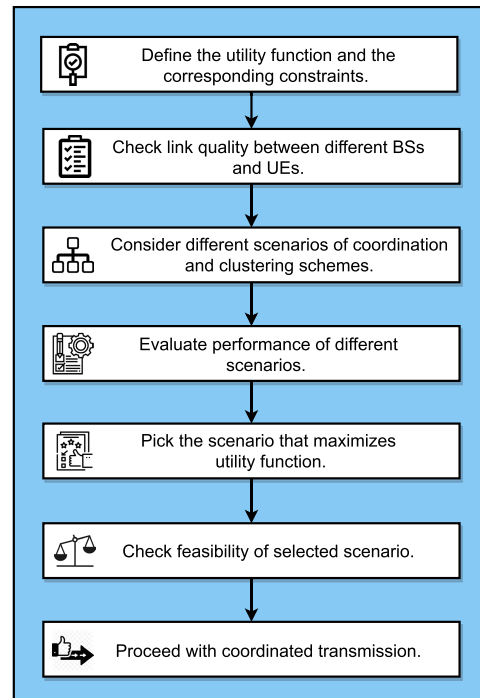 Define the utility function and the
corresponding constraints.
Check link quality between different BSs
and UEs.
Consider different scenarios of coordination
and clustering schemes.
Evaluate performance of different
scenarios.
Pick the scenario that maximizes
utility function.
Check feasibility of selected scenario.
Proceed with coordinated transmission.